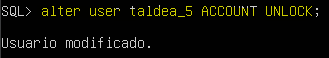 SQL> alter user taldea_5 ACCOUNT UNLOCK;
Usuario modificado.